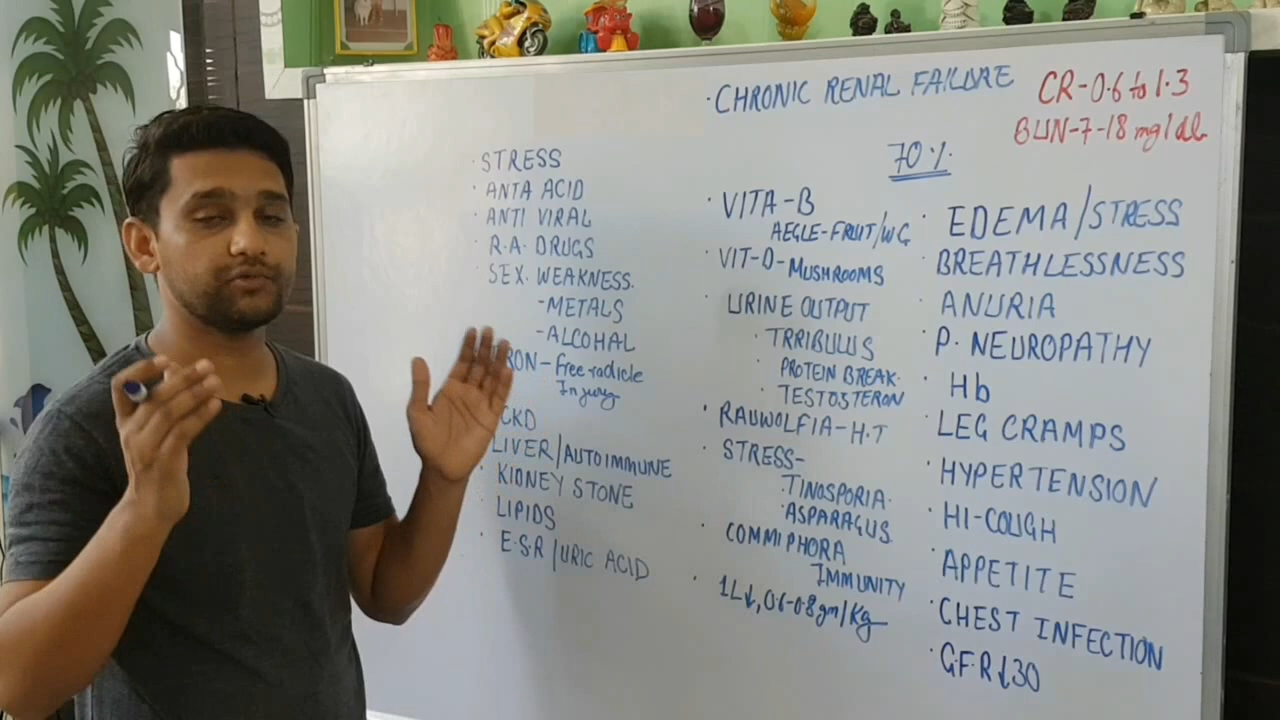 CHRONIC RENAL FAILURE
CR-0.6 to 1.3
BUN-7-18 mg/dl
70%
STRESS
ANTA ACID
ANTI VIRAL
R.A. DRUGS
SEX. WEAKNESS.
-METALS
-ALCOHAL
IRON-free radicle
Injury
CKD
LIVER/AUTOIMMUNE
KIDNEY STONE
LIPIDS
E.S.R/URIC ACID
VITA-B
AEGLE-FRUIT/WG
VIT-D-MUSHROOMS
URINE OUTPUT
TRRIBULUS
PROTEIN BREAK.
TESTOSTERON
RAUWOLFIA-H.T
STRESS-
TINOSPORIA.
ASPARAGUS
COMMIPHORA
IMMUNITY
1L↓, 0.6-0.8gm/Kg
EDEMA/STRESS
BREATHLESSNESS
ANURIA
P. NEUROPATHY
Hb
LEG CRAMPS
HYPERTENSION
HI-COUGH
APPETITE
CHEST INFECTION
G.F.R↓30